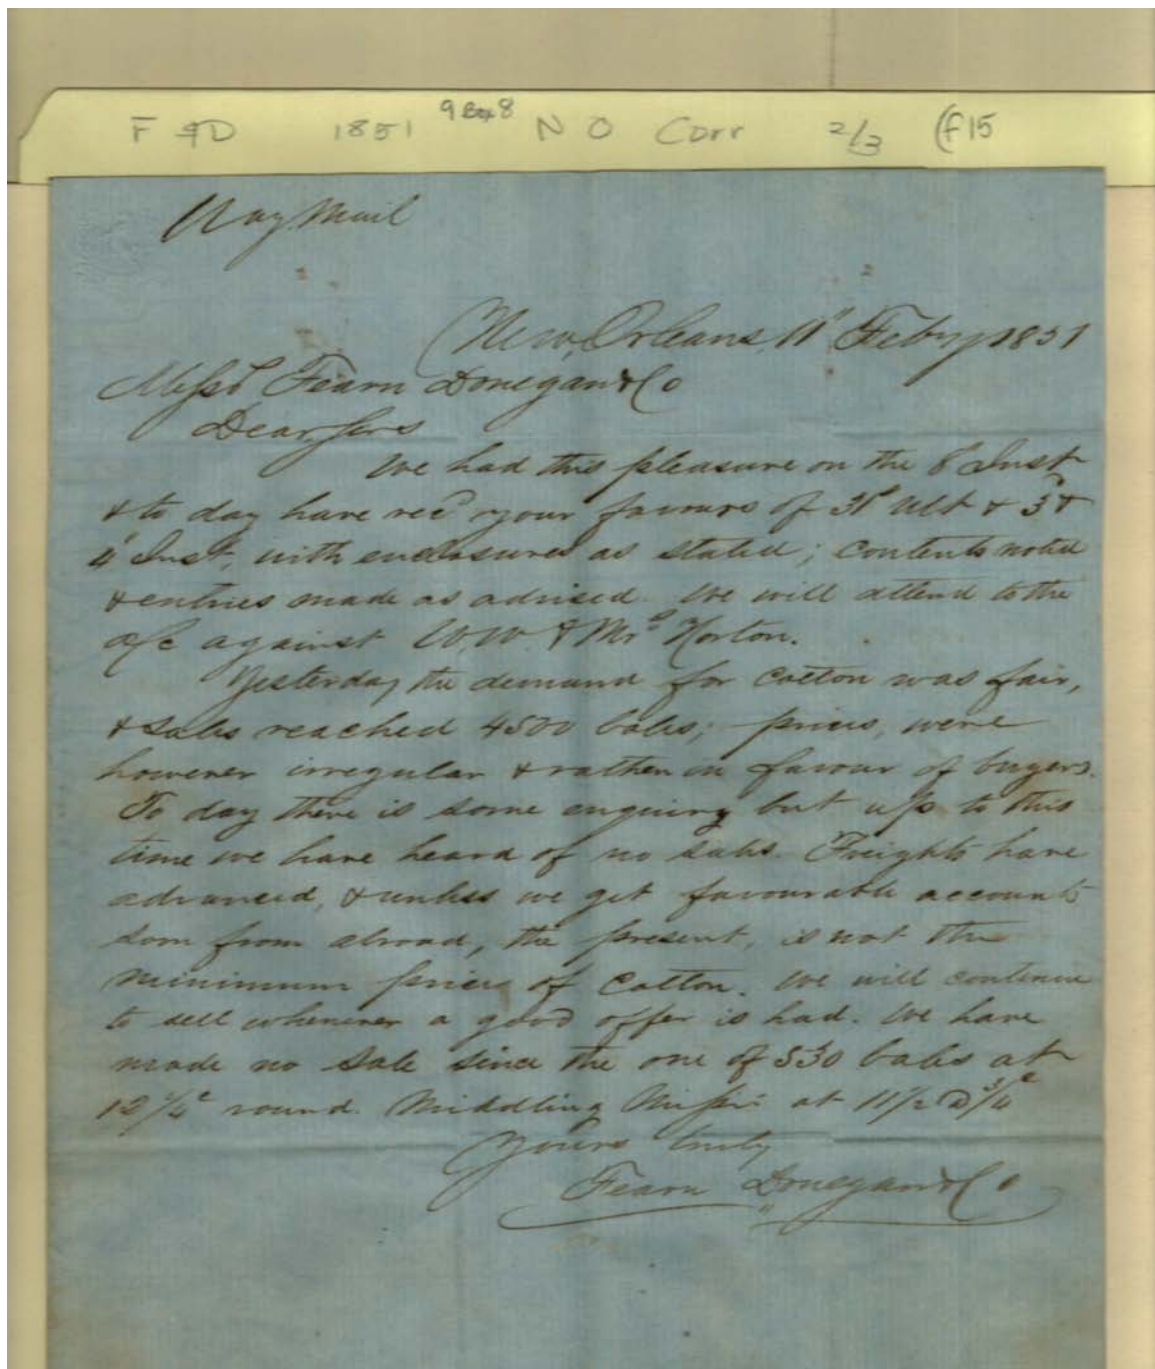 F & D 1851 9 Box 8 N O Corr 2/3 (f15
Way Mail
New Orleans, 11" Feby 1851
Messrs Fearn Donegan & Co
Dear Sirs
We had this pleasure on the 8" Inst
& to day have recd your favours of 31st Ult & 3d &
4" Inst, with enclosures as stated; contents noted
& entries made as advised. We will attend to the
a/c against W.W. & Mrs Horton.
Yesterday the demand for Cotton was fair,
& sales reached 4500 bales; prices, were
however irregular & rather in favour of buyers.
To day there is some enquiry but up to this
time we have heard of no sales. Freights have
advanced, & unless we get favourable accounts
soon from abroad, the present, is not the
minimum price of Cotton. We will continue
to sell whenever a good offer is had. We have
made no sale since the one of 530 bales at
12 1/4c round. Middling Missi at 11 1/2 @ 3/4c
Yours truly
Fearn Donegan & Co